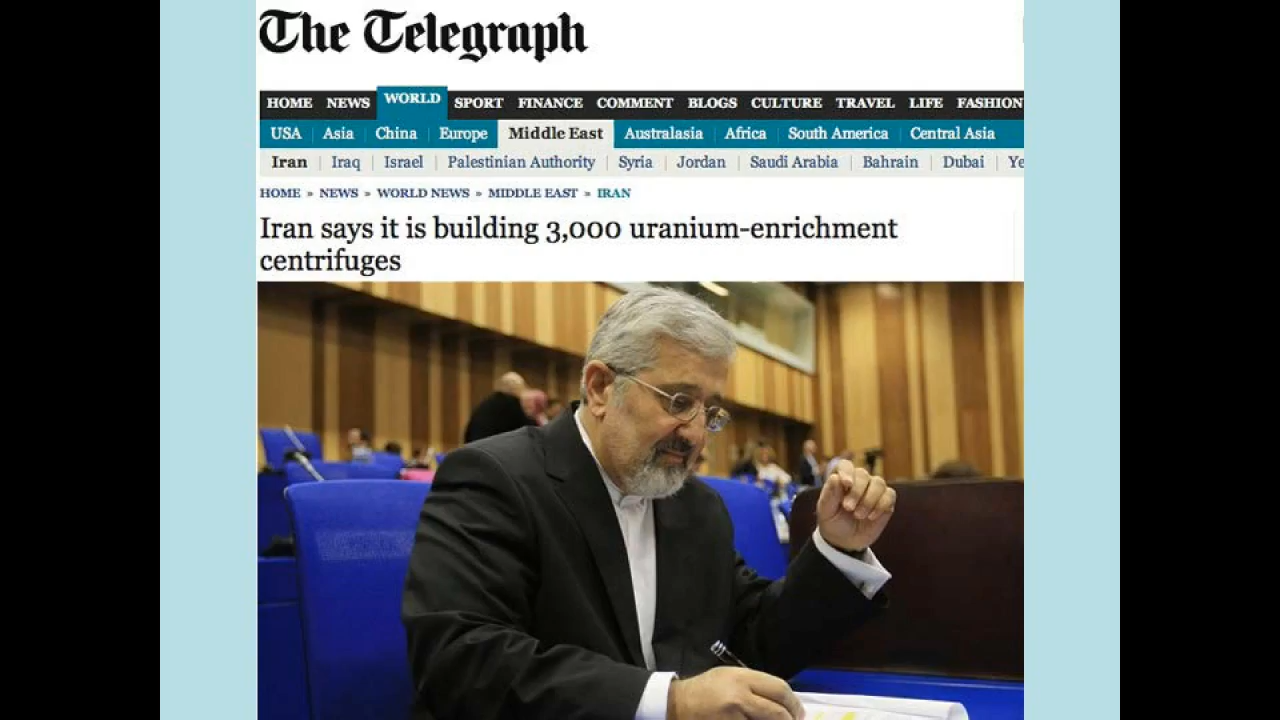 The Telegraph
HOME NEWS WORLD SPORT FINANCE COMMENT BLOGS CULTURE TRAVEL LIFE FASHION
USA Asia China Europe Middle East Australasia Africa South America Central Asia
Iran Iraq Israel Palestinian Authority Syria Jordan Saudi Arabia Bahrain Dubai
HOME » NEWS » WORLD NEWS » MIDDLE EAST » IRAN
Iran says it is building 3,000 uranium-enrichment
centrifuges